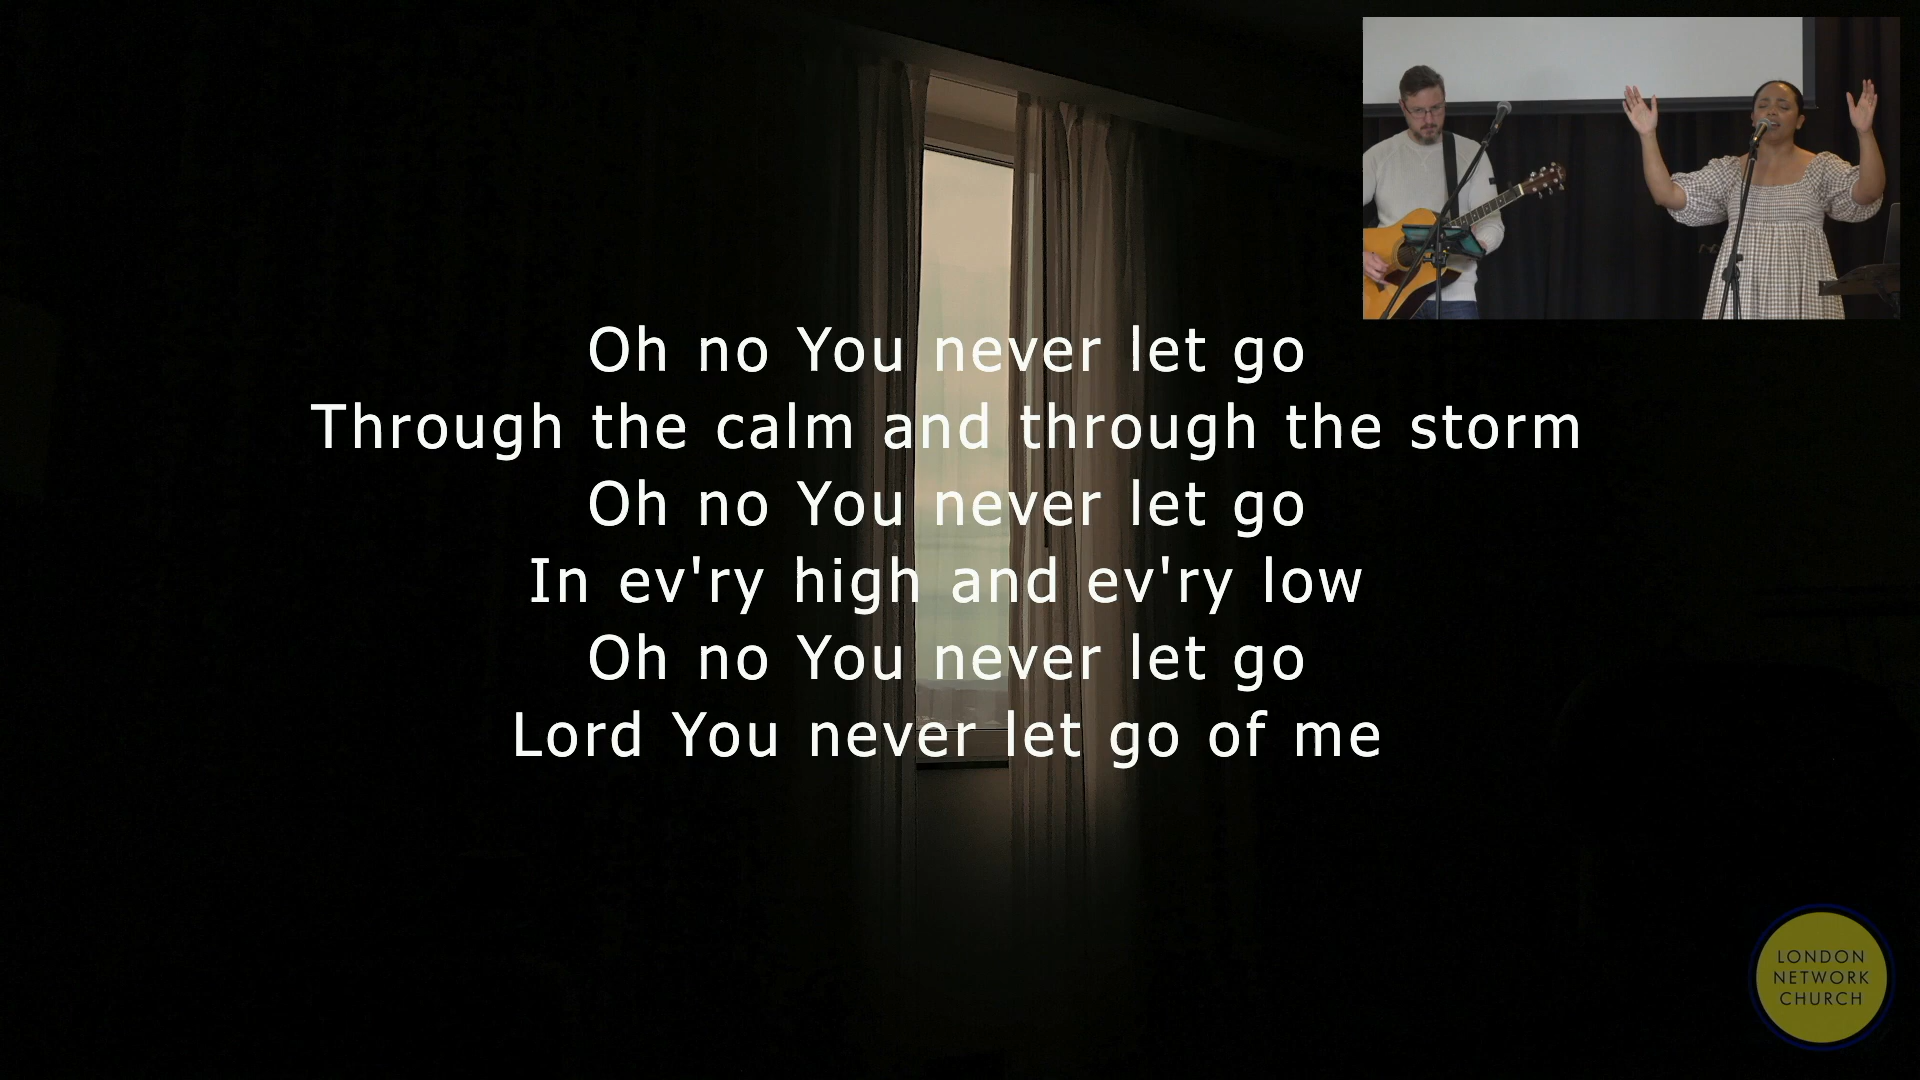 Oh no You never let go
Through the calm and through the storm
Oh no You never let go
In ev'ry high and ev'ry low
Oh no You never let go
Lord You never let go of me
LONDON
NETWORK
CHURCH